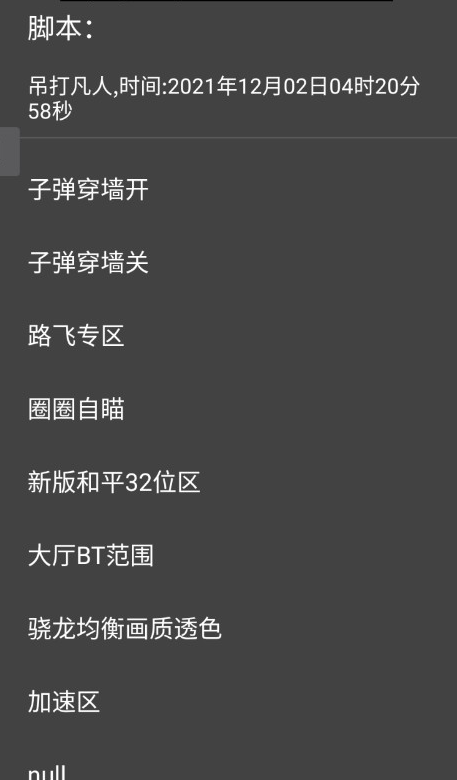 脚本：
吊打凡人,时间:2021年12月02日04时20分
58秒
子弹穿墙开
子弹穿墙关
路飞专区
圈圈自瞄
新版和平32位区
大厅BT范围
骁龙均衡画质透色
加速区
null